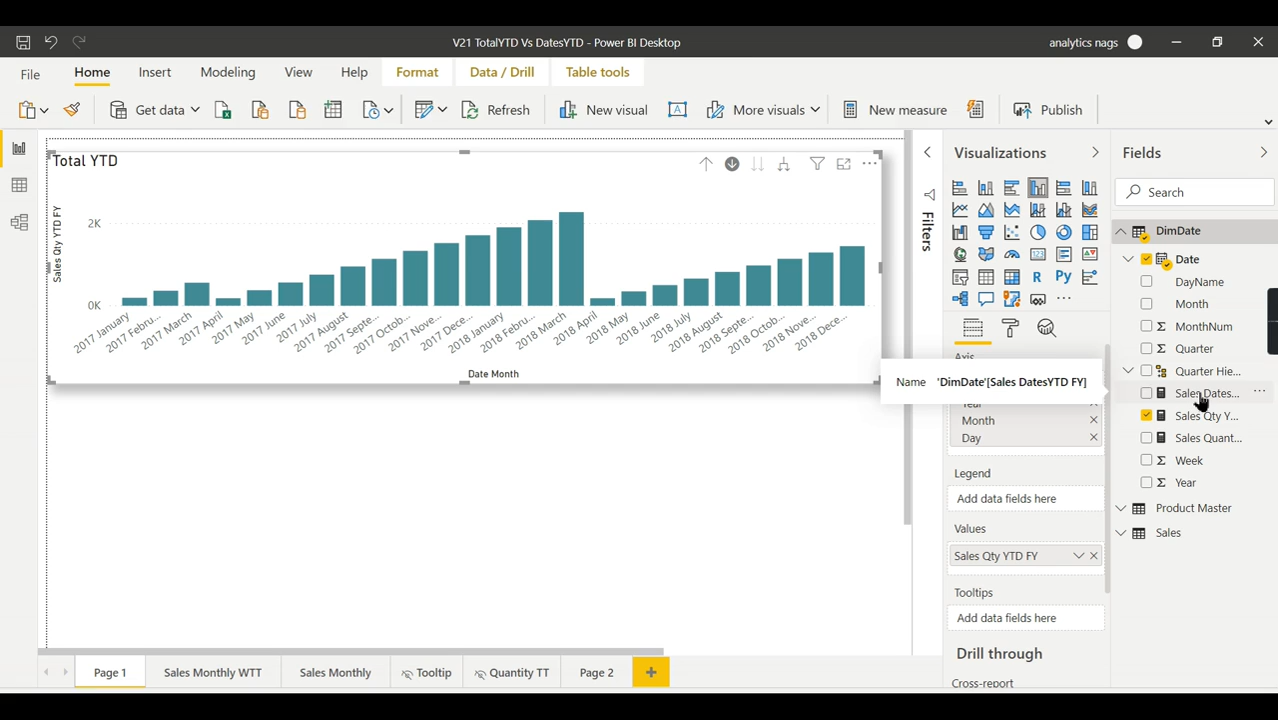 V21 TotalYTD Vs DatesYTD - Power BI Desktop
analytics nags
File
Home
Insert
Modeling
View
Help
Format
Data / Drill
Table tools
Get data
Refresh
New visual
More visuals
New measure
Publish
Total YTD
Sales Qty YTD FY
2K
0K
2017 January
2017 Febru...
2017 March
2017 April
2017 May
2017 June
2017 July
2017 August
2017 Septe...
2017 Octob...
2017 Nove...
2017 Dece...
2018 January
2018 Febru...
2018 March
2018 April
2018 May
2018 June
2018 July
2018 August
2018 Septe...
2018 Octob...
2018 Nove...
2018 Dece...
Date Month
Filters
Visualizations
R
Py
Axis
Name 'DimDate'[Sales DatesYTD FY]
Year
Month
Day
Legend
Add data fields here
Values
Sales Qty YTD FY
Tooltips
Add data fields here
Drill through
Cross-report
Fields
Search
DimDate
Date
DayName
Month
MonthNum
Quarter
Quarter Hie...
Sales Dates...
Sales Qty Y...
Sales Quant...
Week
Year
Product Master
Sales
Page 1
Sales Monthly WTT
Sales Monthly
Tooltip
Quantity TT
Page 2